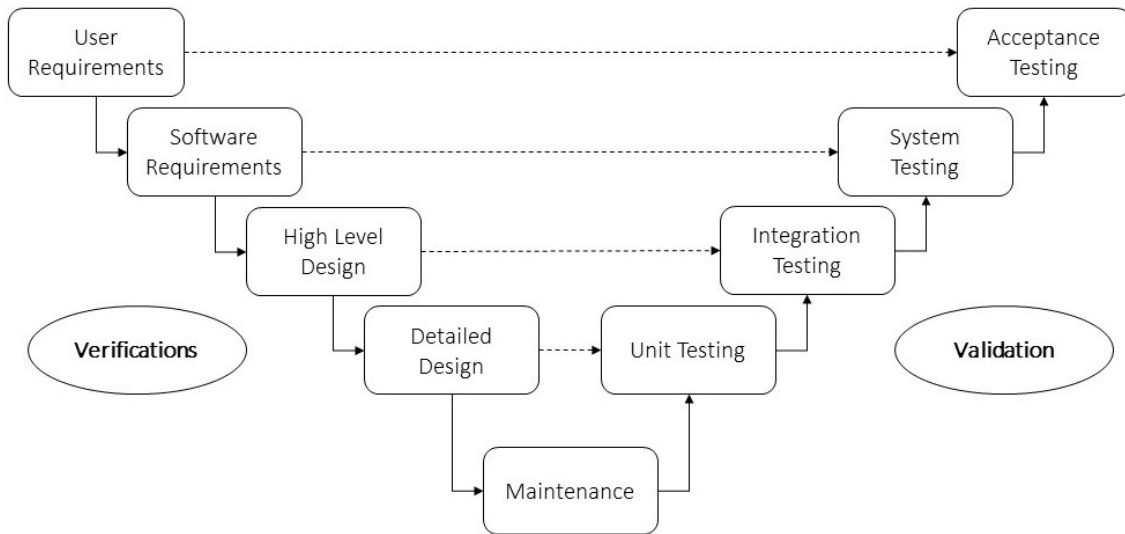 User
Requirements
Acceptance
Testing
Software
Requirements
System
Testing
High Level
Design
Integration
Testing
Verifications
Detailed
Design
Unit Testing
Validation
Maintenance